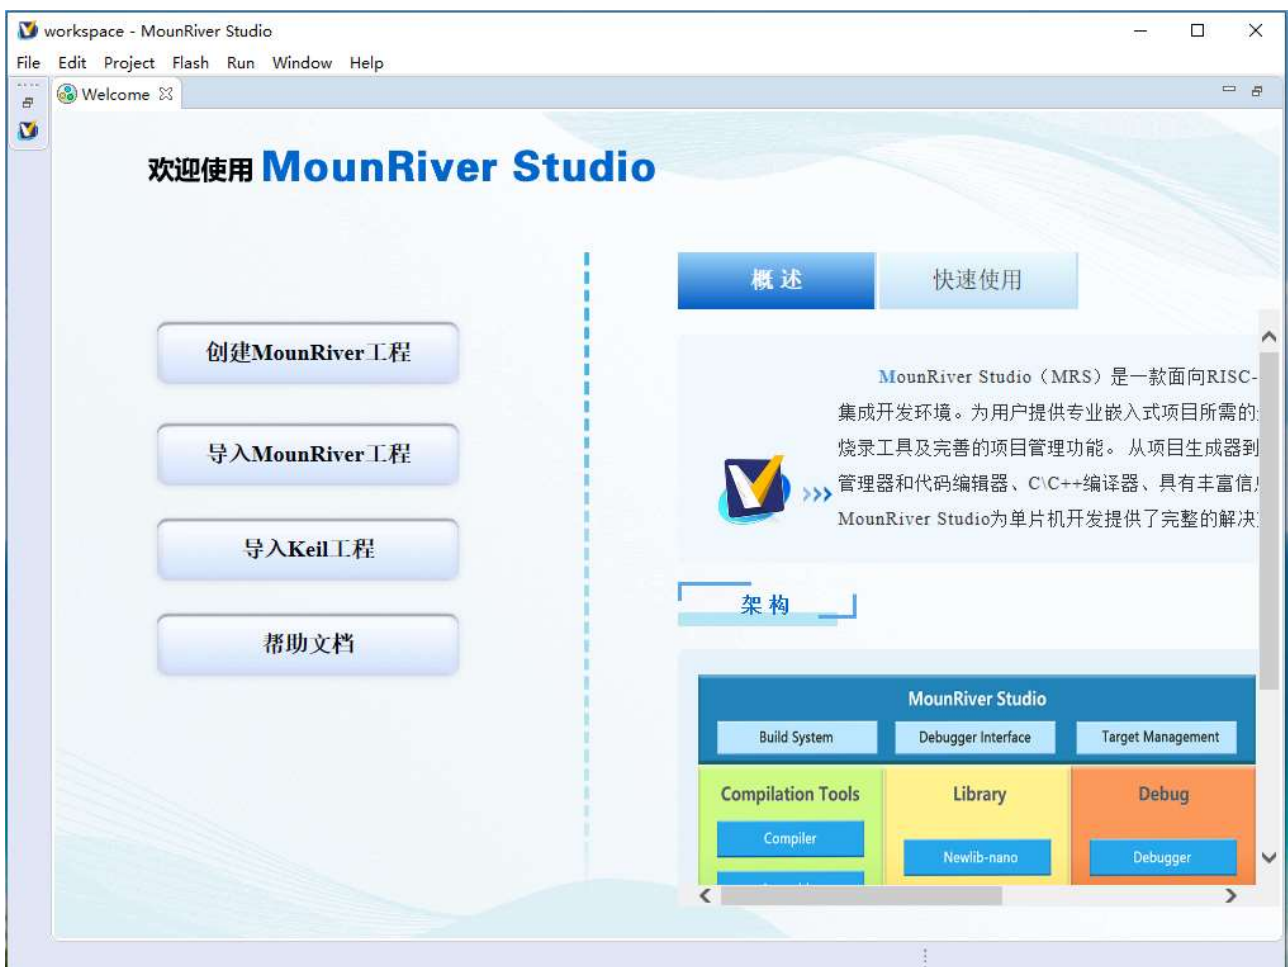 workspace - MounRiver Studio
File Edit Project Flash Run Window Help
Welcome
欢迎使用 MounRiver Studio
概 述
快速使用
创建MounRiver工程
导入MounRiver工程
导入Keil工程
帮助文档
MounRiver Studio（MRS）是一款面向RISC-
集成开发环境。为用户提供专业嵌入式项目所需的
烧录工具及完善的项目管理功能。 从项目生成器到
管理器和代码编辑器、C\C++编译器、具有丰富信
MounRiver Studio为单片机开发提供了完整的解决
架 构
MounRiver Studio
Build System
Debugger Interface
Target Management
Compilation Tools
Library
Debug
Compiler
Newlib-nano
Debugger